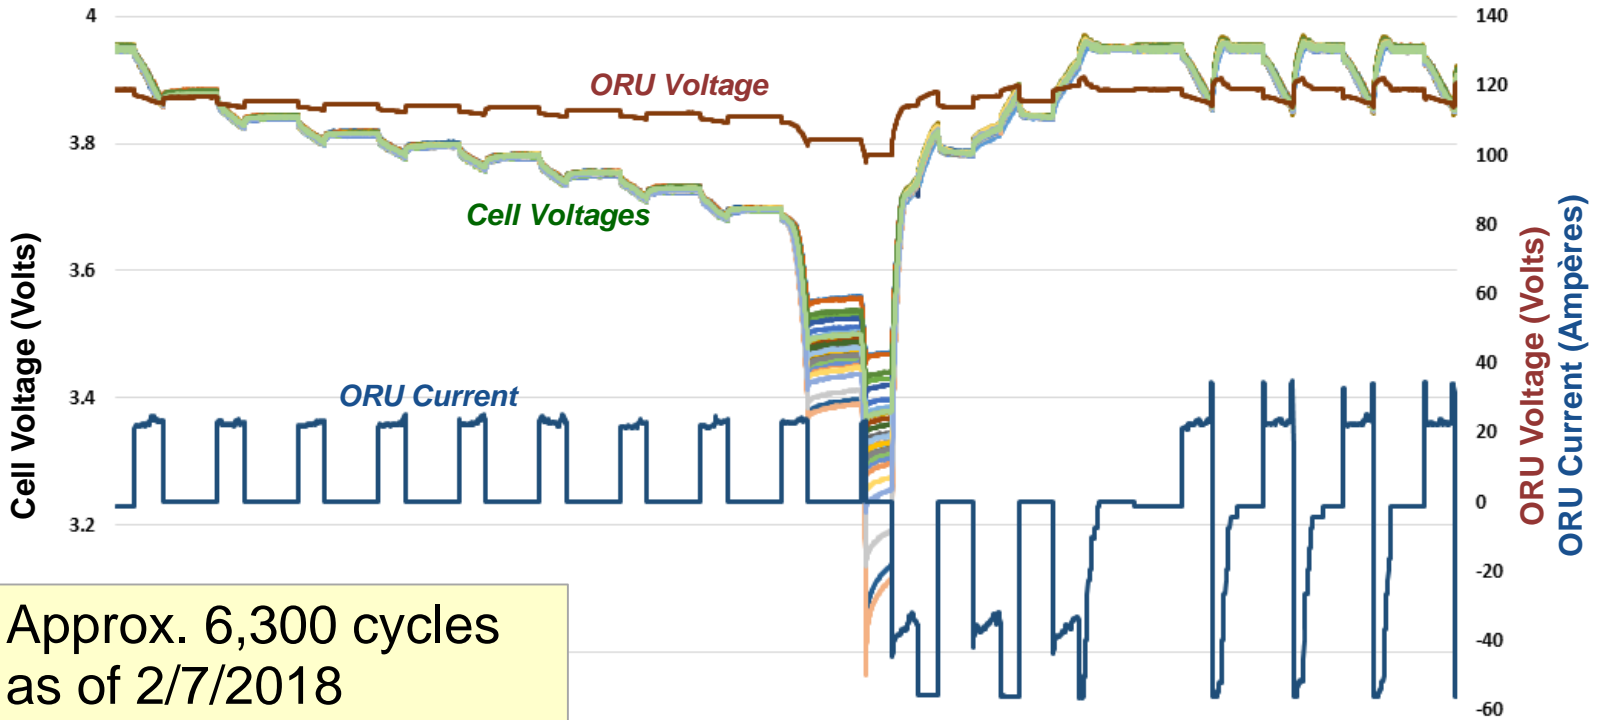 4
140
ORU Voltage
120
3.8
100
Cell Voltages
80
3.6
60
40
ORU Current
3.4
20
0
3.2
-20
-40
-60
Cell Voltage (Volts)
ORU Voltage (Volts)
ORU Current (Ampères)
Approx. 6,300 cycles
as of 2/7/2018